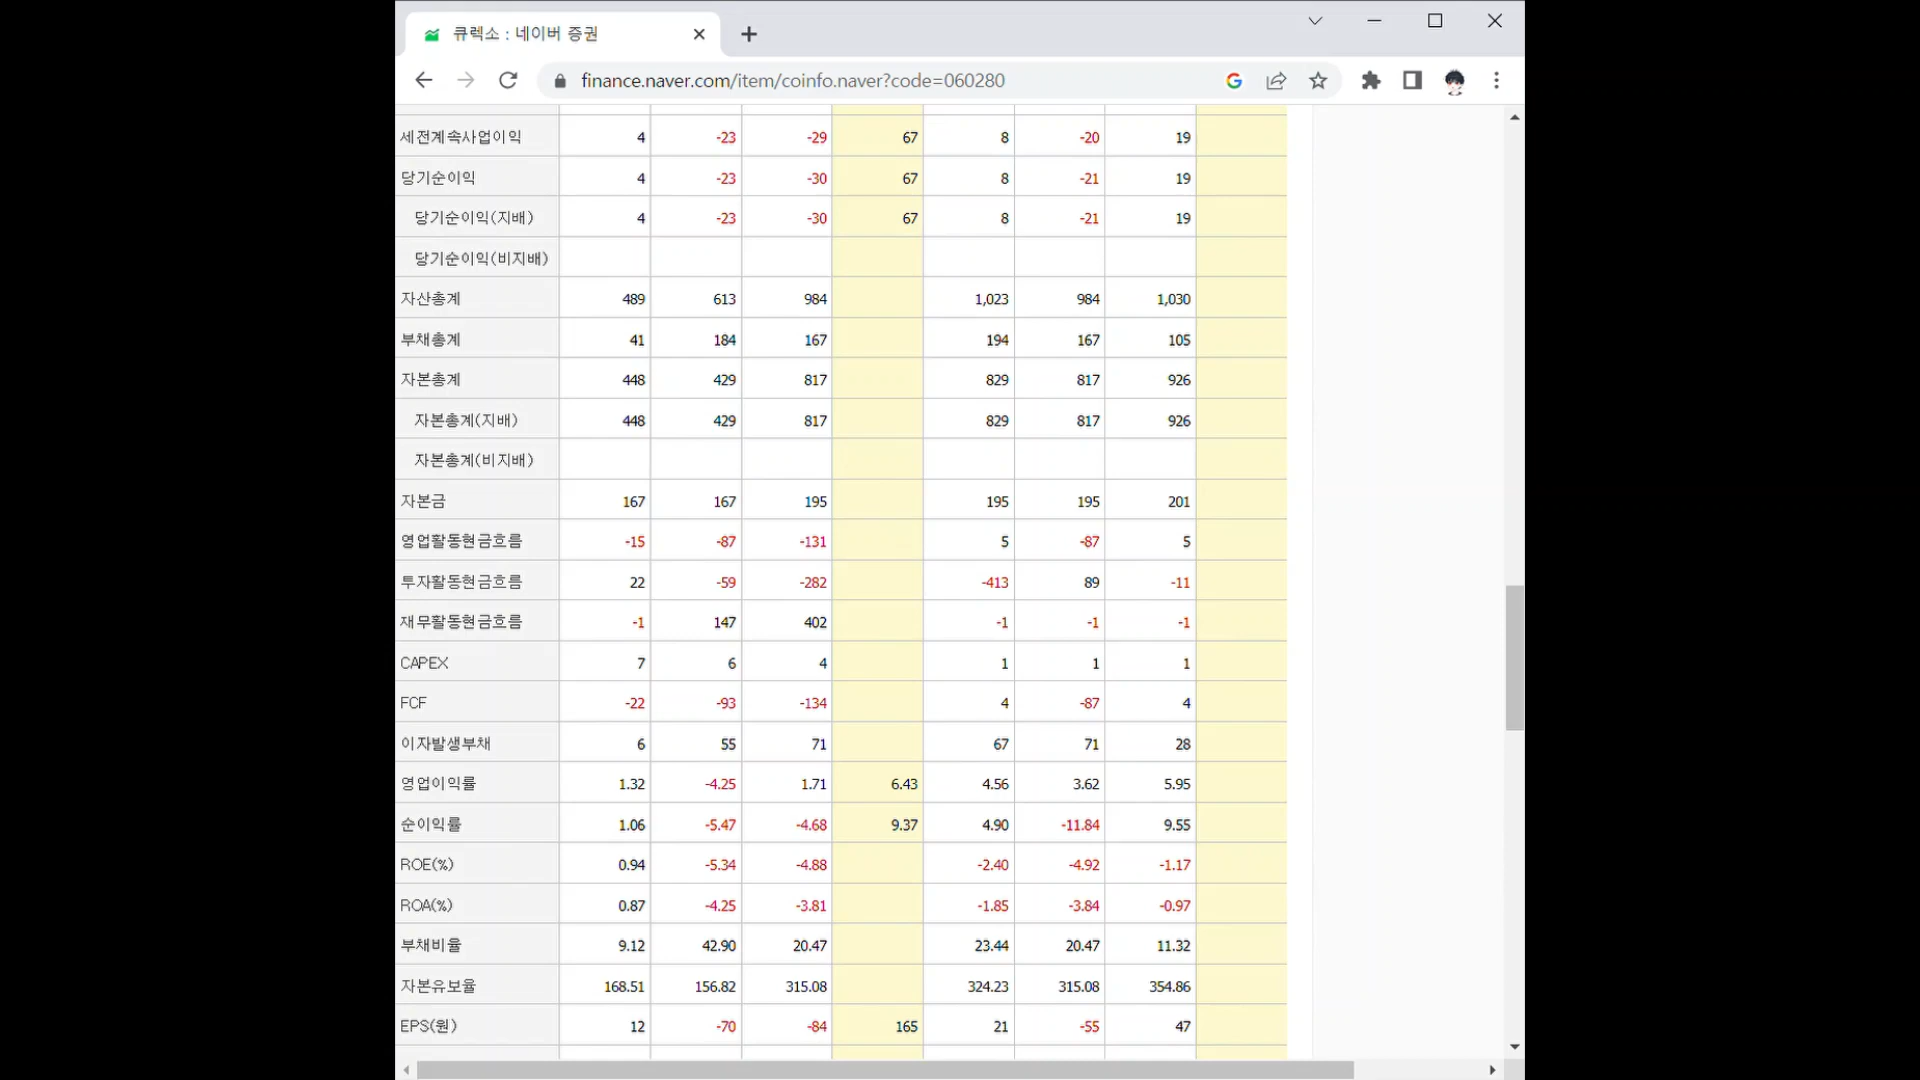 큐렉소 : 네이버 증권
finance.naver.com/item/coinfo.naver?code=060280
세전계속사업이익 4 -23 -29 67 8 -20 19
당기순이익 4 -23 -30 67 8 -21 19
당기순이익(지배) 4 -23 -30 67 8 -21 19
당기순이익(비지배)
자산총계 489 613 984 1,023 984 1,030
부채총계 41 184 167 194 167 105
자본총계 448 429 817 829 817 926
자본총계(지배) 448 429 817 829 817 926
자본총계(비지배)
자본금 167 167 195 195 195 201
영업활동현금흐름 -15 -87 -131 5 -87 5
투자활동현금흐름 22 -59 -282 -413 89 -11
재무활동현금흐름 -1 147 402 -1 -1 -1
CAPEX 7 6 4 1 1 1
FCF -22 -93 -134 4 -87 4
이자발생부채 6 55 71 67 71 28
영업이익률 1.32 -4.25 1.71 6.43 4.56 3.62 5.95
순이익률 1.06 -5.47 -4.68 9.37 4.90 -11.84 9.55
ROE(%) 0.94 -5.34 -4.88 -2.40 -4.92 -1.17
ROA(%) 0.87 -4.25 -3.81 -1.85 -3.84 -0.97
부채비율 9.12 42.90 20.47 23.44 20.47 11.32
자본유보율 168.51 156.82 315.08 324.23 315.08 354.86
EPS(원) 12 -70 -84 165 21 -55 47